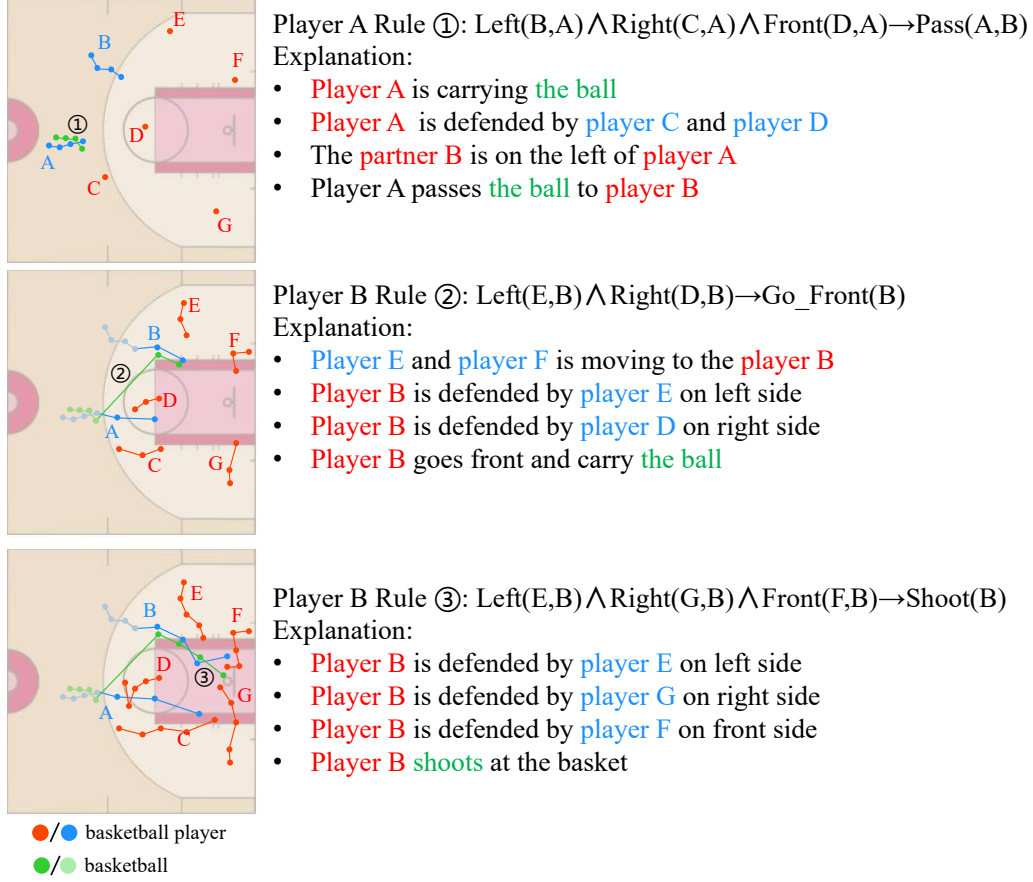 E
B
F
①
D
A
C
G
Player A Rule ①: Left(B,A)∧Right(C,A)∧Front(D,A)→Pass(A,B)
Explanation:
• Player A is carrying the ball
• Player A is defended by player C and player D
• The partner B is on the left of player A
• Player A passes the ball to player B
E
B
F
②
D
A
C
G
Player B Rule ②: Left(E,B)∧Right(D,B)→Go_Front(B)
Explanation:
• Player E and player F is moving to the player B
• Player B is defended by player E on left side
• Player B is defended by player D on right side
• Player B goes front and carry the ball
E
B
F
D
③
G
A
C
Player B Rule ③: Left(E,B)∧Right(G,B)∧Front(F,B)→Shoot(B)
Explanation:
• Player B is defended by player E on left side
• Player B is defended by player G on right side
• Player B is defended by player F on front side
• Player B shoots at the basket
/ basketball player
/ basketball